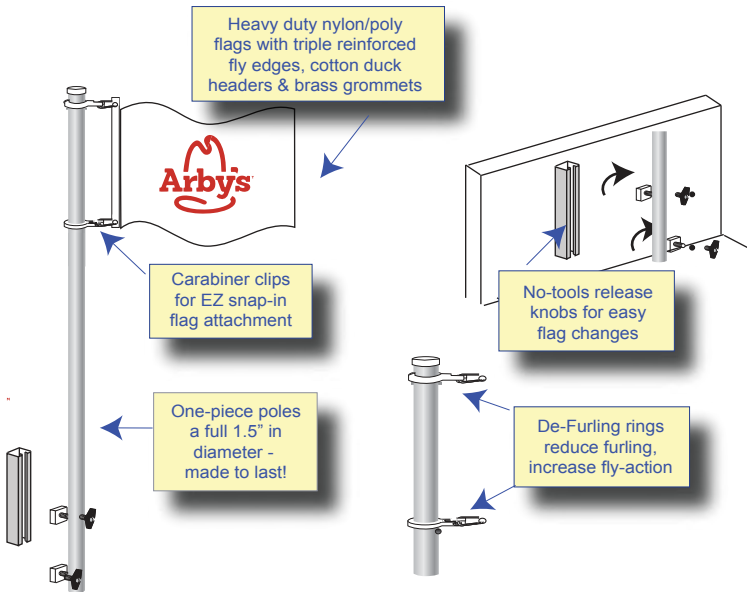 Heavy duty nylon/poly
flags with triple reinforced
fly edges, cotton duck
headers & brass grommets
Arby's
Carabiner clips
for EZ snap-in
flag attachment
No-tools release
knobs for easy
flag changes
One-piece poles
a full 1.5" in
diameter -
made to last!
De-Furling rings
reduce furling,
increase fly-action
"